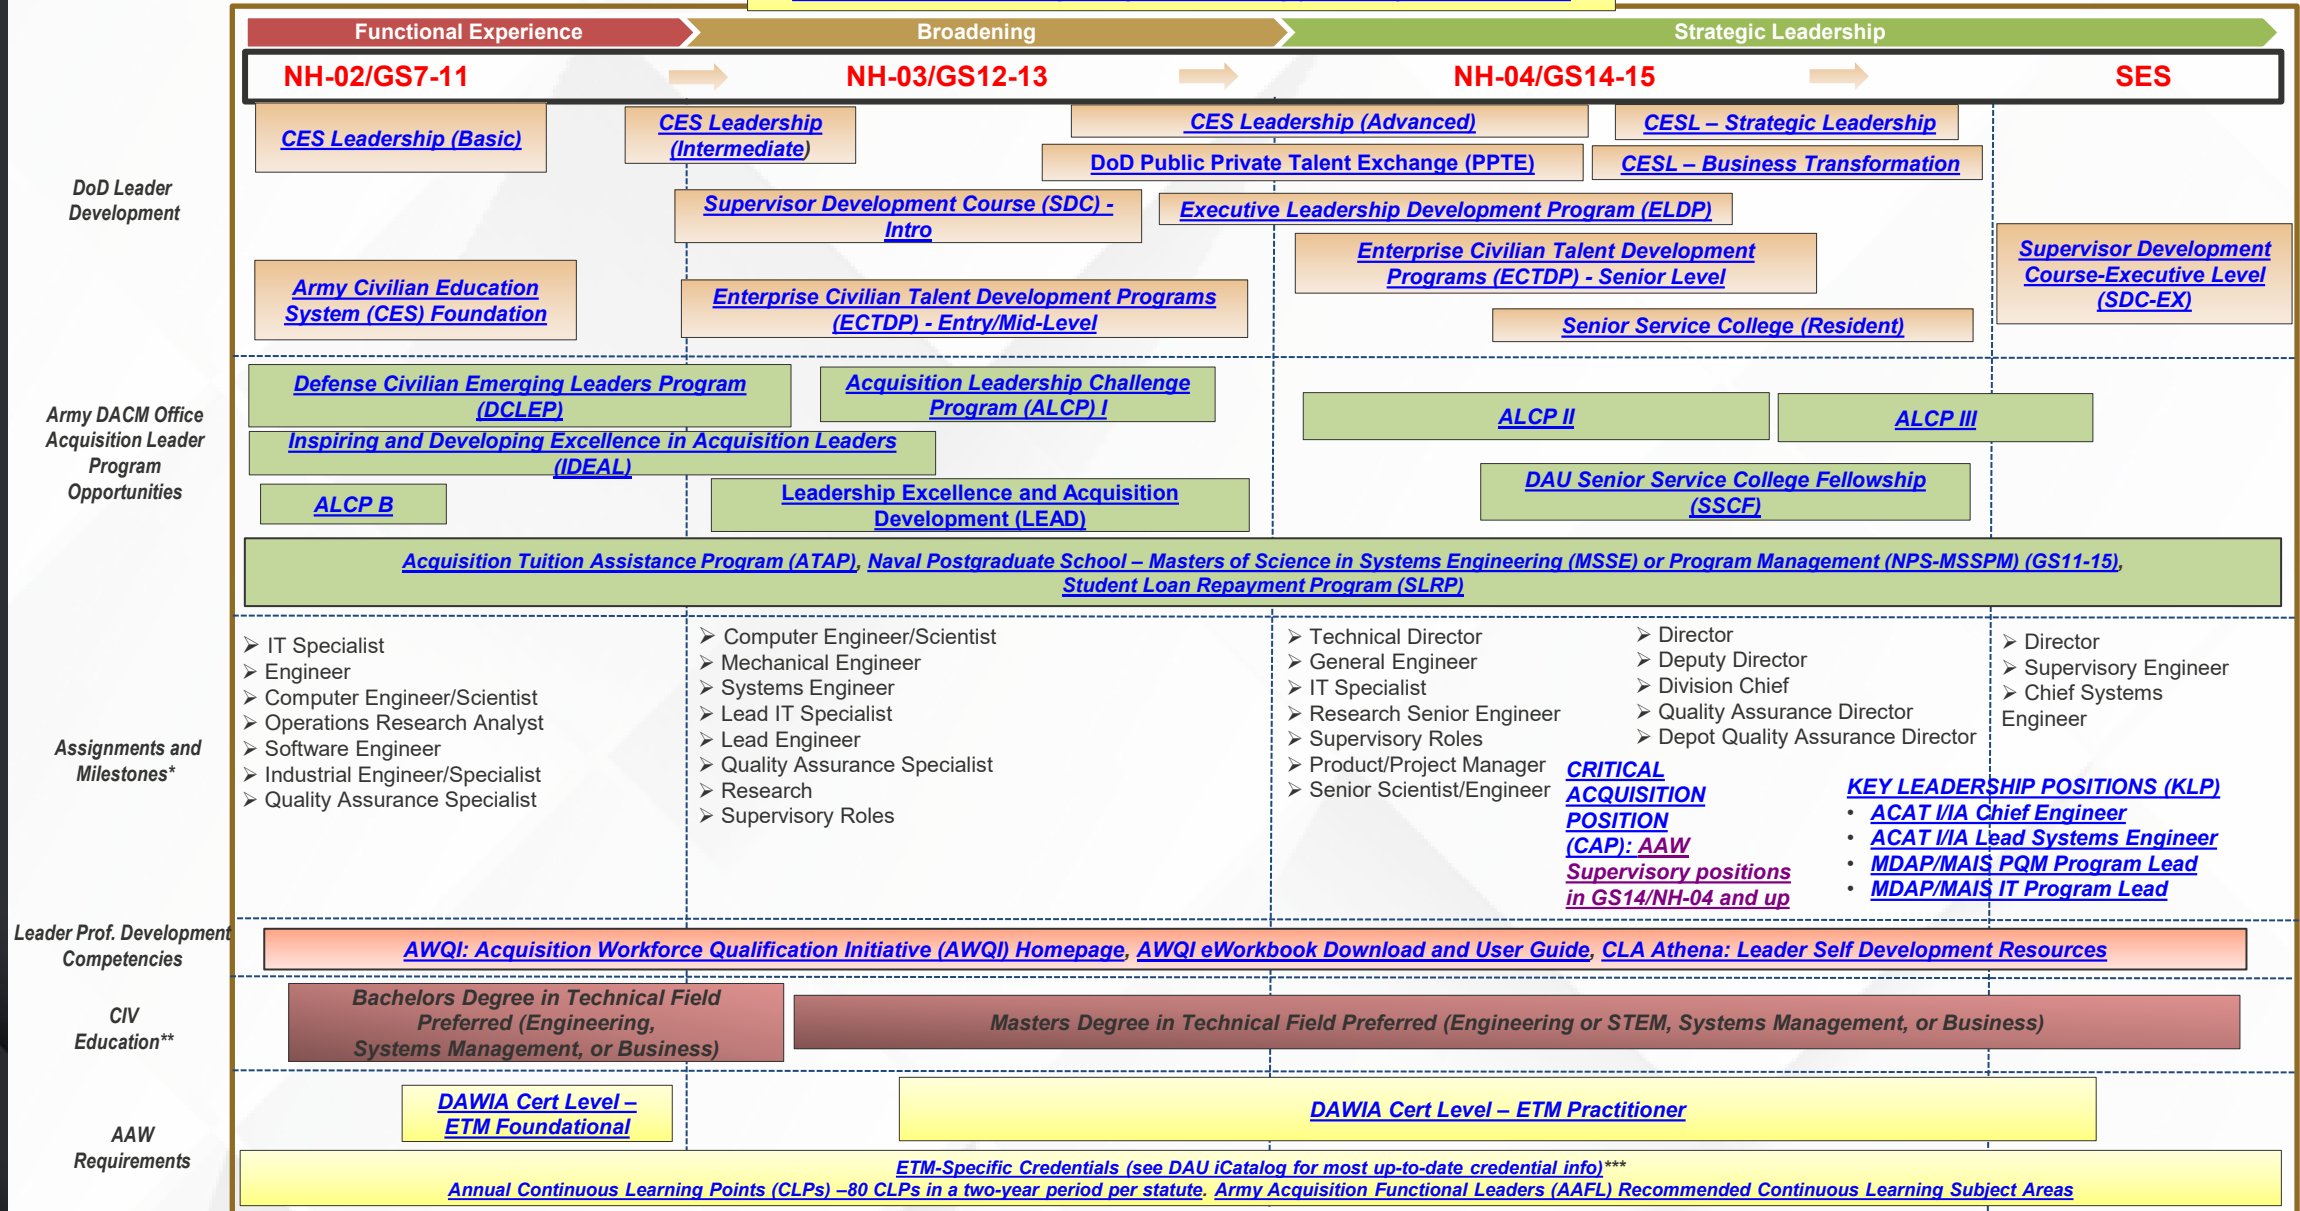 Functional Experience
Broadening
Strategic Leadership
NH-02/GS7-11
NH-03/GS12-13
NH-04/GS14-15
SES
DoD Leader
Development
CES Leadership (Basic)
CES Leadership
(Intermediate)
CES Leadership (Advanced)
CESL – Strategic Leadership
DoD Public Private Talent Exchange (PPTE)
CESL – Business Transformation
Supervisor Development Course (SDC) -
Intro
Executive Leadership Development Program (ELDP)
Enterprise Civilian Talent Development
Programs (ECTDP) - Senior Level
Supervisor Development
Course-Executive Level
(SDC-EX)
Army Civilian Education
System (CES) Foundation
Enterprise Civilian Talent Development Programs
(ECTDP) - Entry/Mid-Level
Senior Service College (Resident)
Army DACM Office
Acquisition Leader
Program
Opportunities
Defense Civilian Emerging Leaders Program
(DCLEP)
Acquisition Leadership Challenge
Program (ALCP) I
ALCP II
ALCP III
Inspiring and Developing Excellence in Acquisition Leaders
(IDEAL)
ALCP B
Leadership Excellence and Acquisition
Development (LEAD)
DAU Senior Service College Fellowship
(SSCF)
Acquisition Tuition Assistance Program (ATAP), Naval Postgraduate School – Masters of Science in Systems Engineering (MSSE) or Program Management (NPS-MSSPM) (GS11-15),
Student Loan Repayment Program (SLRP)
Assignments and
Milestones*
➢ IT Specialist
➢ Engineer
➢ Computer Engineer/Scientist
➢ Operations Research Analyst
➢ Software Engineer
➢ Industrial Engineer/Specialist
➢ Quality Assurance Specialist
➢ Computer Engineer/Scientist
➢ Mechanical Engineer
➢ Systems Engineer
➢ Lead IT Specialist
➢ Lead Engineer
➢ Quality Assurance Specialist
➢ Research
➢ Supervisory Roles
➢ Technical Director
➢ General Engineer
➢ IT Specialist
➢ Research Senior Engineer
➢ Supervisory Roles
➢ Product/Project Manager
➢ Senior Scientist/Engineer
➢ Director
➢ Deputy Director
➢ Division Chief
➢ Quality Assurance Director
➢ Depot Quality Assurance Director
➢ Director
➢ Supervisory Engineer
➢ Chief Systems
Engineer
CRITICAL
ACQUISITION
POSITION
(CAP): AAW
Supervisory positions
in GS14/NH-04 and up
KEY LEADERSHIP POSITIONS (KLP)
• ACAT I/IA Chief Engineer
• ACAT I/IA Lead Systems Engineer
• MDAP/MAIS PQM Program Lead
• MDAP/MAIS IT Program Lead
Leader Prof. Development
Competencies
AWQI: Acquisition Workforce Qualification Initiative (AWQI) Homepage, AWQI eWorkbook Download and User Guide, CLA Athena: Leader Self Development Resources
CIV
Education**
Bachelors Degree in Technical Field
Preferred (Engineering,
Systems Management, or Business)
Masters Degree in Technical Field Preferred (Engineering or STEM, Systems Management, or Business)
AAW
Requirements
DAWIA Cert Level –
ETM Foundational
DAWIA Cert Level – ETM Practitioner
ETM-Specific Credentials (see DAU iCatalog for most up-to-date credential info)***
Annual Continuous Learning Points (CLPs) –80 CLPs in a two-year period per statute. Army Acquisition Functional Leaders (AAFL) Recommended Continuous Learning Subject Areas